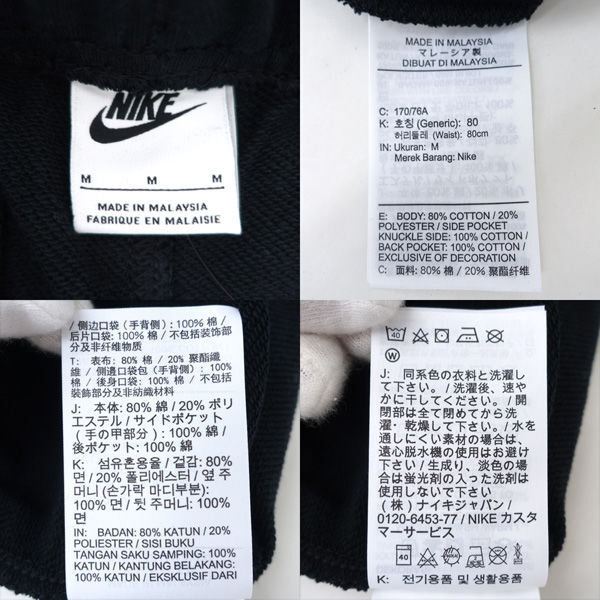 NIKE
M M M
MADE IN MALAYSIA
FABRIQUE EN MALAISIE
MADE IN MALAYSIA
マレーシア製
DIBUAT DI MALAYSIA
C: 170/76A
K: 호칭 (Generic): 80
허리둘레 (Waist): 80cm
IN: Ukuran: M
Merek Barang: Nike
E: BODY: 80% COTTON / 20%
POLYESTER / SIDE POCKET
KNUCKLE SIDE: 100% COTTON /
BACK POCKET: 100% COTTON /
EXCLUSIVE OF DECORATION
C: 面料: 80% 棉 / 20% 聚酯纤维
/ 侧边口袋 (手背侧): 100% 棉 /
后片口袋: 100% 棉 / 不包括装饰部
分及非纤维物质
T: 表布: 80% 棉 / 20% 聚酯纖
維 / 側邊口袋包 (手背側): 100%
棉 / 後身口袋: 100% 棉 / 不包括
裝飾部分及非紡織材料
J: 本体: 80% 綿 / 20% ポリ
エステル / サイドポケット
(手の甲部分): 100% 綿 /
後ポケット: 100% 綿
K: 섬유혼용율 / 겉감: 80%
면 / 20% 폴리에스터 / 옆 주
머니 (손가락 마디부분):
100% 면 / 뒷 주머니: 100%
면
IN: BADAN: 80% KATUN / 20%
POLIESTER / SISI BUKU
TANGAN SAKU SAMPING: 100%
KATUN / KANTUNG BELAKANG:
100% KATUN / EKSKLUSIF DARI
40
W
J: 同系色の衣料と洗濯し
て下さい。/ 洗濯後、速や
かに干してください。/ 開
閉部は全て閉めてから洗
濯・乾燥して下さい。/ 水を
通しにくい素材の場合は、
遠心脱水機の使用はお避け
下さい / 生成り、淡色の場合
は蛍光剤の入った洗剤は
使用しないで下さい
(株) ナイキジャパン /
0120-6453-77 / NIKE カスタ
マーサービス
40
K: 전기용품 및 생활용품